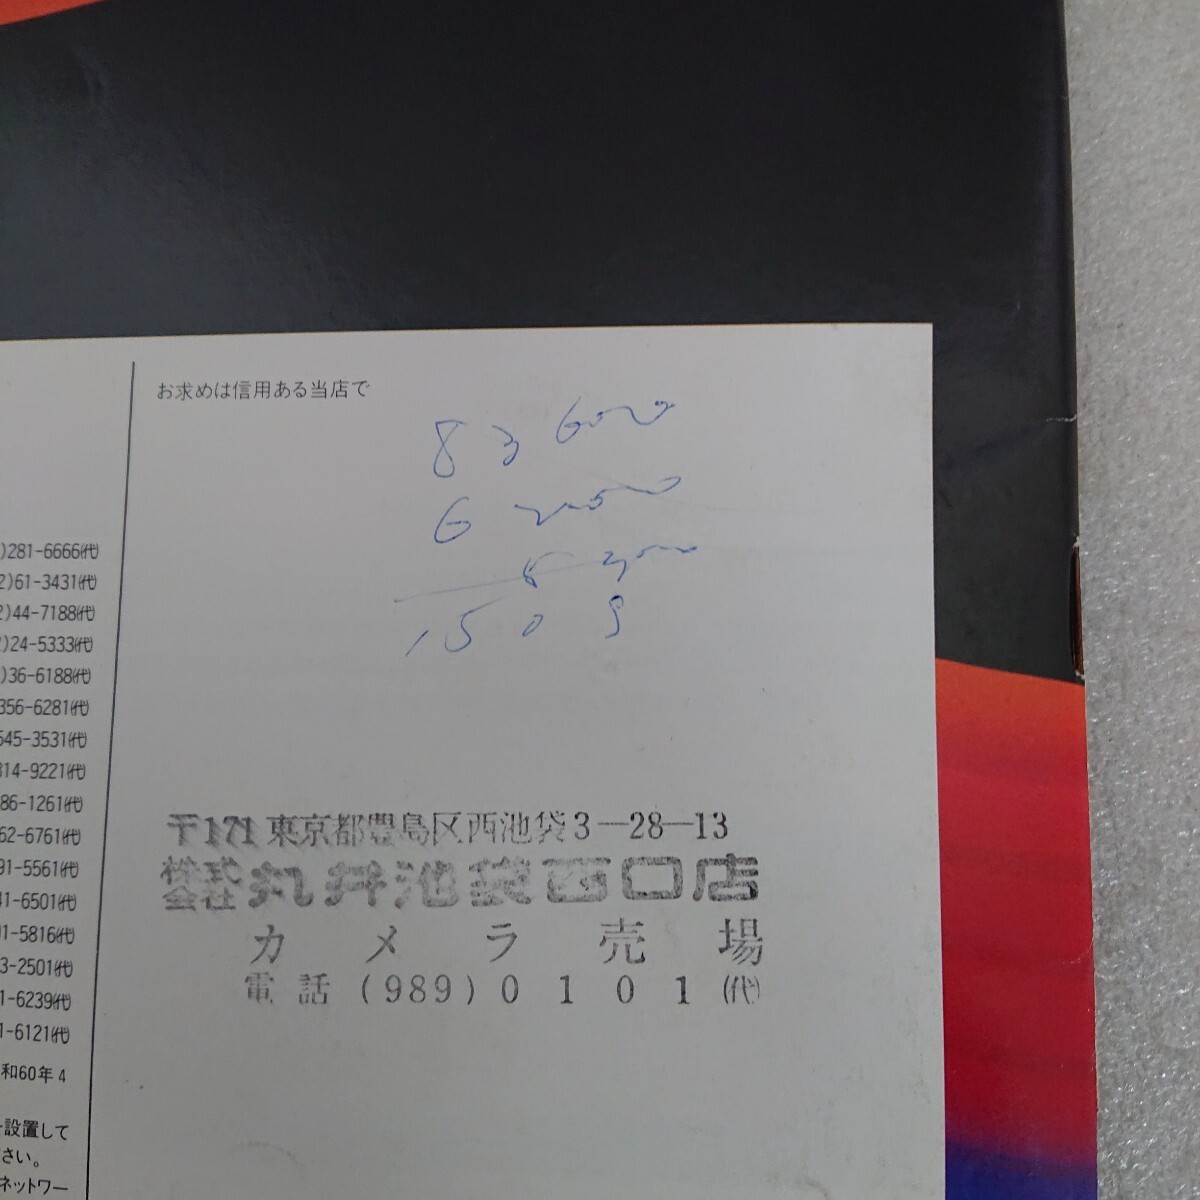 お求めは信用ある当店で
)281-6666㈹
2)61-3431㈹
2)44-7188㈹
)24-5333㈹
)36-6188㈹
356-6281㈹
545-3531㈹
314-9221㈹
86-1261㈹
62-6761㈹
91-5561㈹
41-6501㈹
01-5816㈹
3-2501㈹
1-6239㈹
1-6121㈹
和60年4
設置して
さい。
ネットワー
83600
1509
〒171東京都豊島区西池袋3-28-13
株式会社丸井池袋西口店
カメラ売場
電話(989)0101㈹